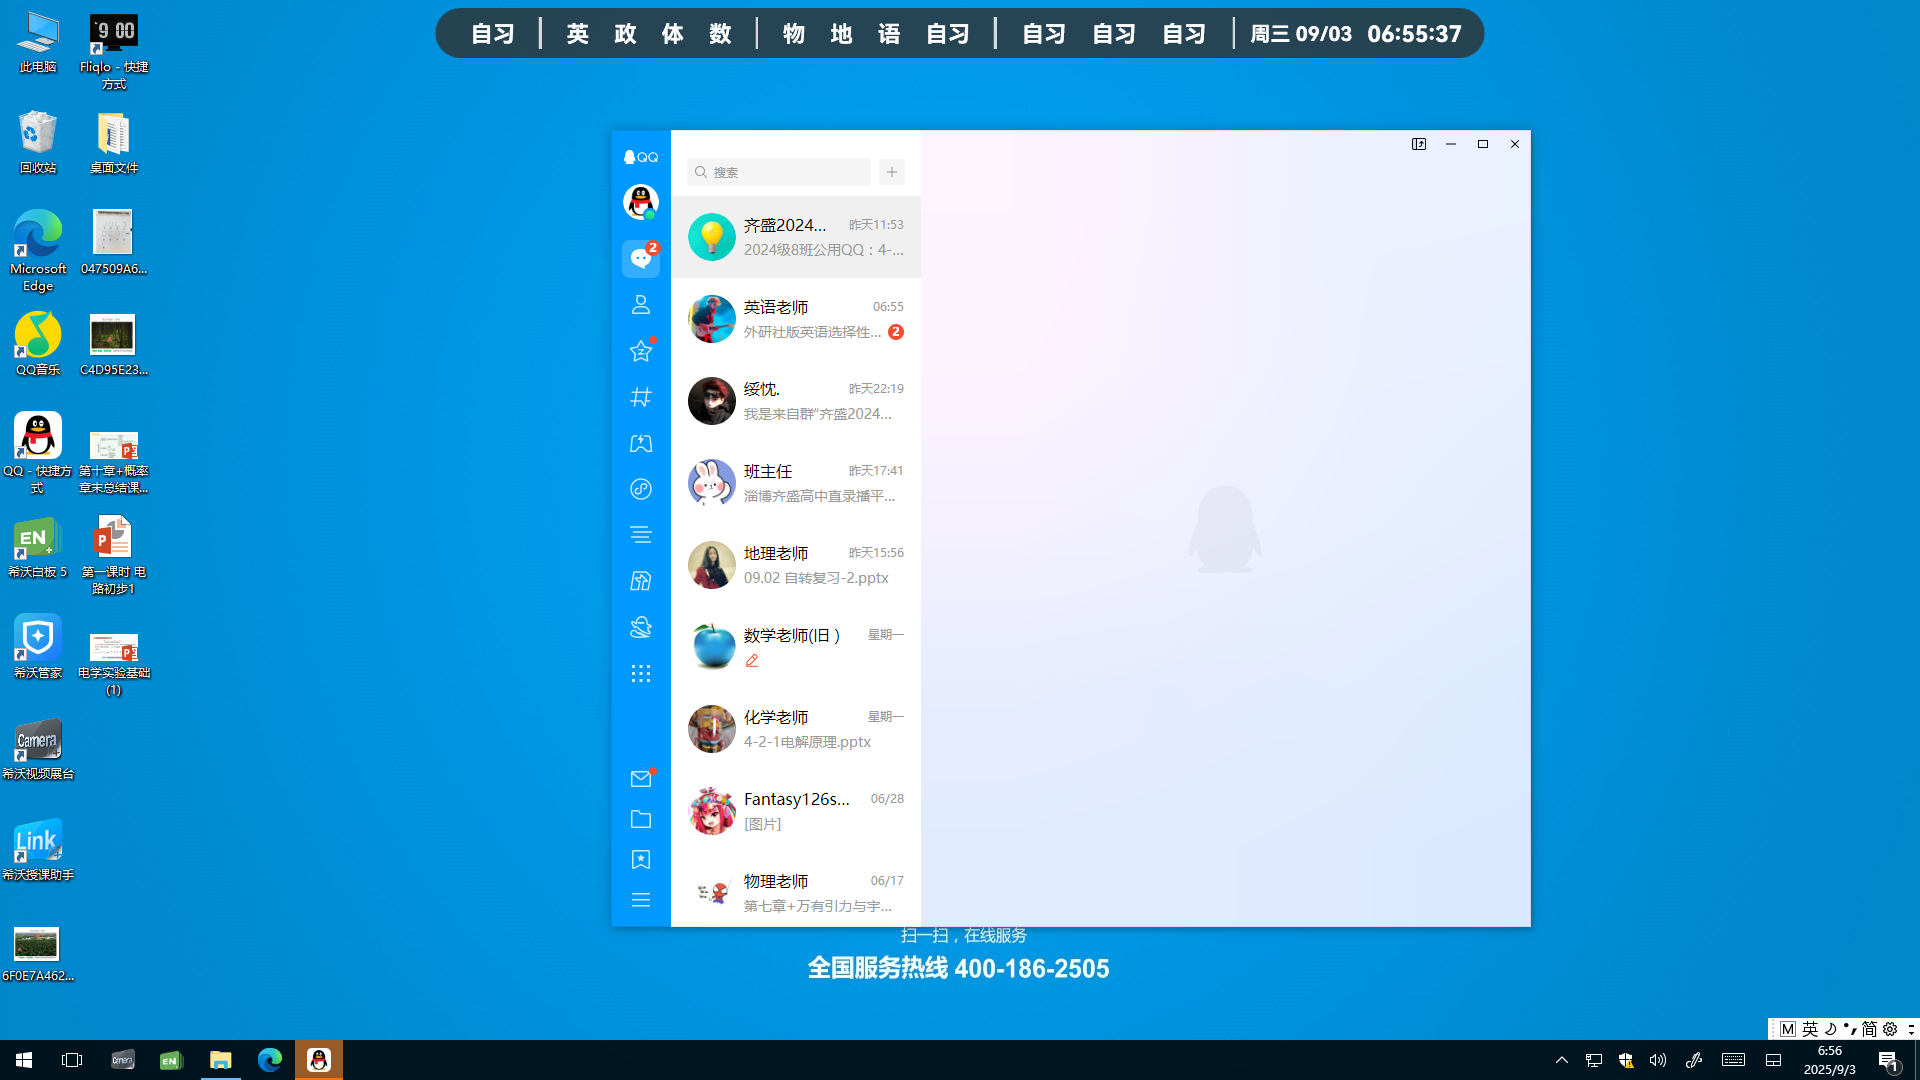 自习 | 英 政 体 数 | 物 地 语 自习 | 自习 自习 自习 | 周三 09/03 06:55:37
此电脑
Fliqlo - 快捷方式
回收站
桌面文件
Microsoft Edge
047509A6...
QQ音乐
C4D95E23...
QQ - 快捷方式
第十章+概率章末总结课...
希沃白板 5
第一课时 电路初步1
希沃管家
电学实验基础(1)
希沃视频展台
希沃授课助手
6F0E7A462...
9 00
EN
Camera
Link
QQ
2
搜索
齐盛2024... 昨天11:53
2024级8班公用QQ：4-...
英语老师 06:55
外研社版英语选择性... 2
绥忱. 昨天22:19
我是来自群“齐盛2024...
班主任 昨天17:41
淄博齐盛高中直录播平...
地理老师 昨天15:56
09.02 自转复习-2.pptx
数学老师(旧 ) 星期一
化学老师 星期一
4-2-1电解原理.pptx
Fantasy126s... 06/28
[图片]
物理老师 06/17
第七章+万有引力与宇...
扫一扫，在线服务
全国服务热线 400-186-2505
M 英 简
Camera
EN
6:56
2025/9/3
1